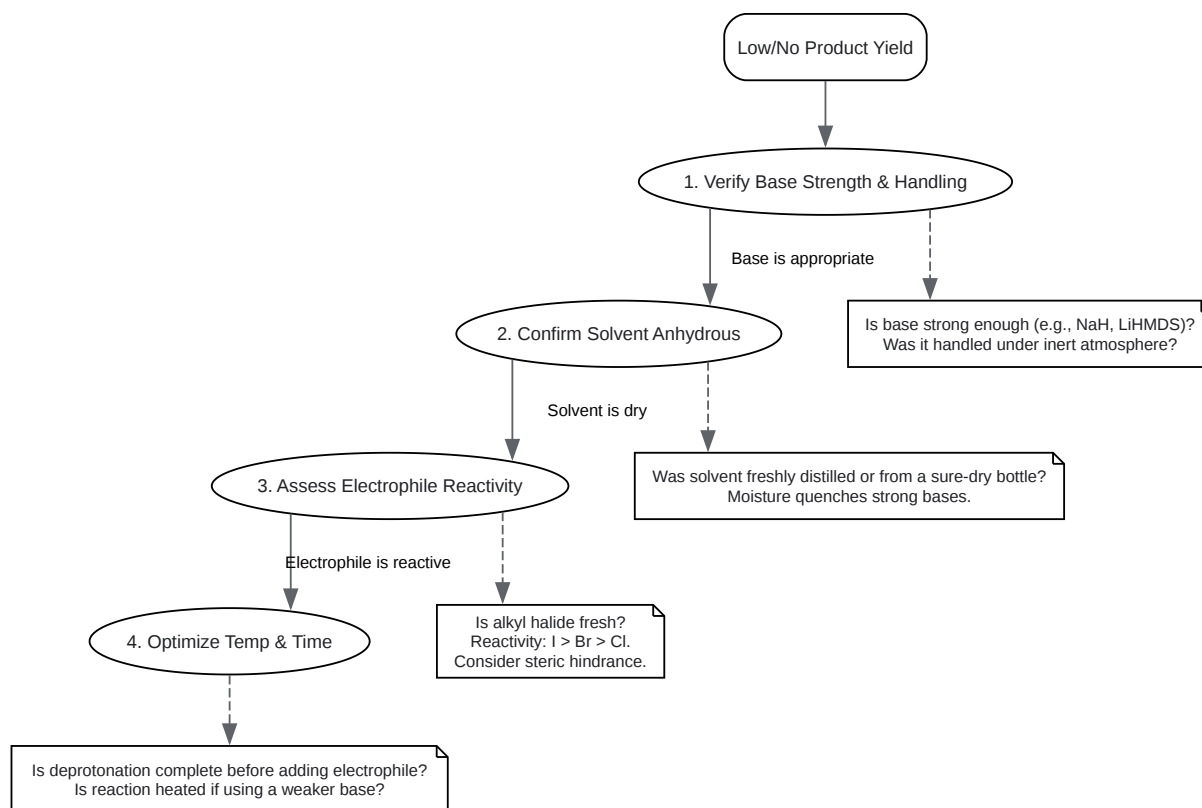 Low/No Product Yield
1. Verify Base Strength & Handling
Base is appropriate
Is base strong enough (e.g., NaH, LiHMDS)?
Was it handled under inert atmosphere?
2. Confirm Solvent Anhydrous
Solvent is dry
Was solvent freshly distilled or from a sure-dry bottle?
Moisture quenches strong bases.
3. Assess Electrophile Reactivity
Electrophile is reactive
Is alkyl halide fresh?
Reactivity: I > Br > Cl.
Consider steric hindrance.
4. Optimize Temp & Time
Is deprotonation complete before adding electrophile?
Is reaction heated if using a weaker base?